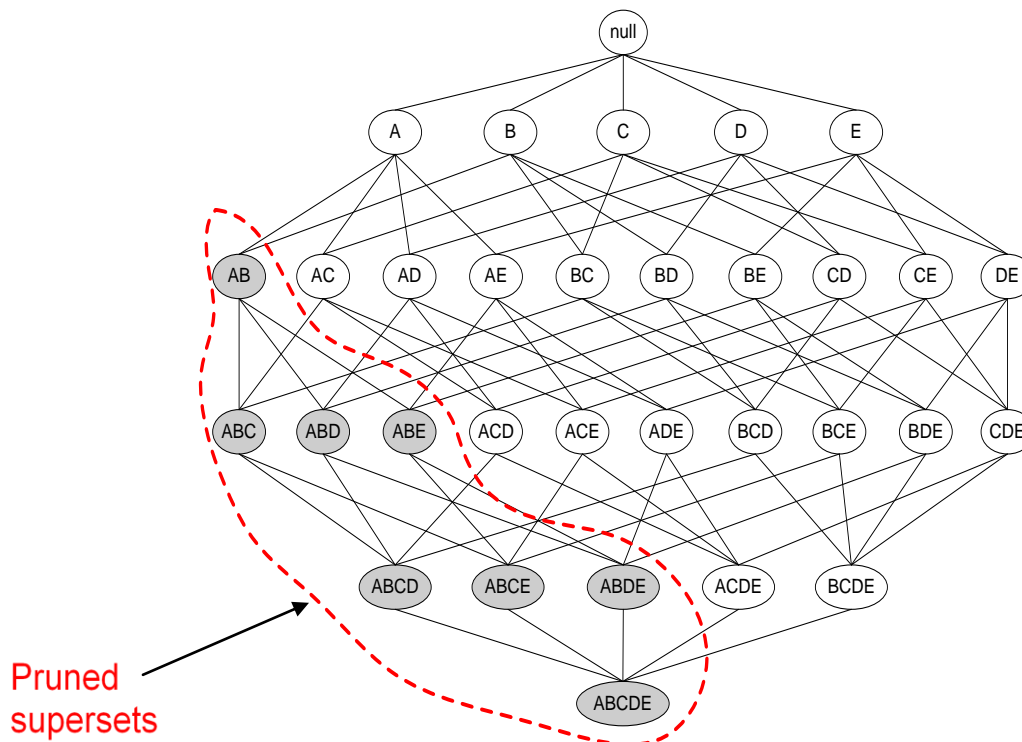 null
A B C D E
AB AC AD AE BC BD BE CD CE DE
ABC ABD ABE ACD ACE ADE BCD BCE BDE CDE
ABCD ABCE ABDE ACDE BCDE
ABCDE
Pruned
supersets